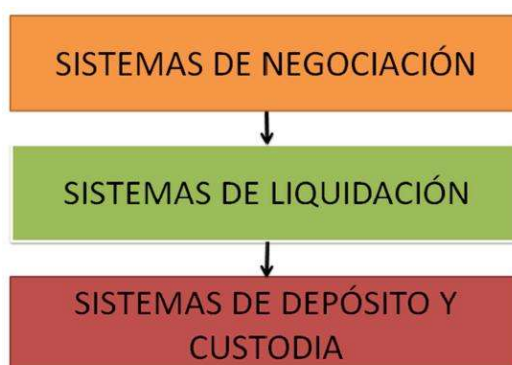 SISTEMAS DE NEGOCIACIÓN
SISTEMAS DE LIQUIDACIÓN
SISTEMAS DE DEPÓSITO Y
CUSTODIA